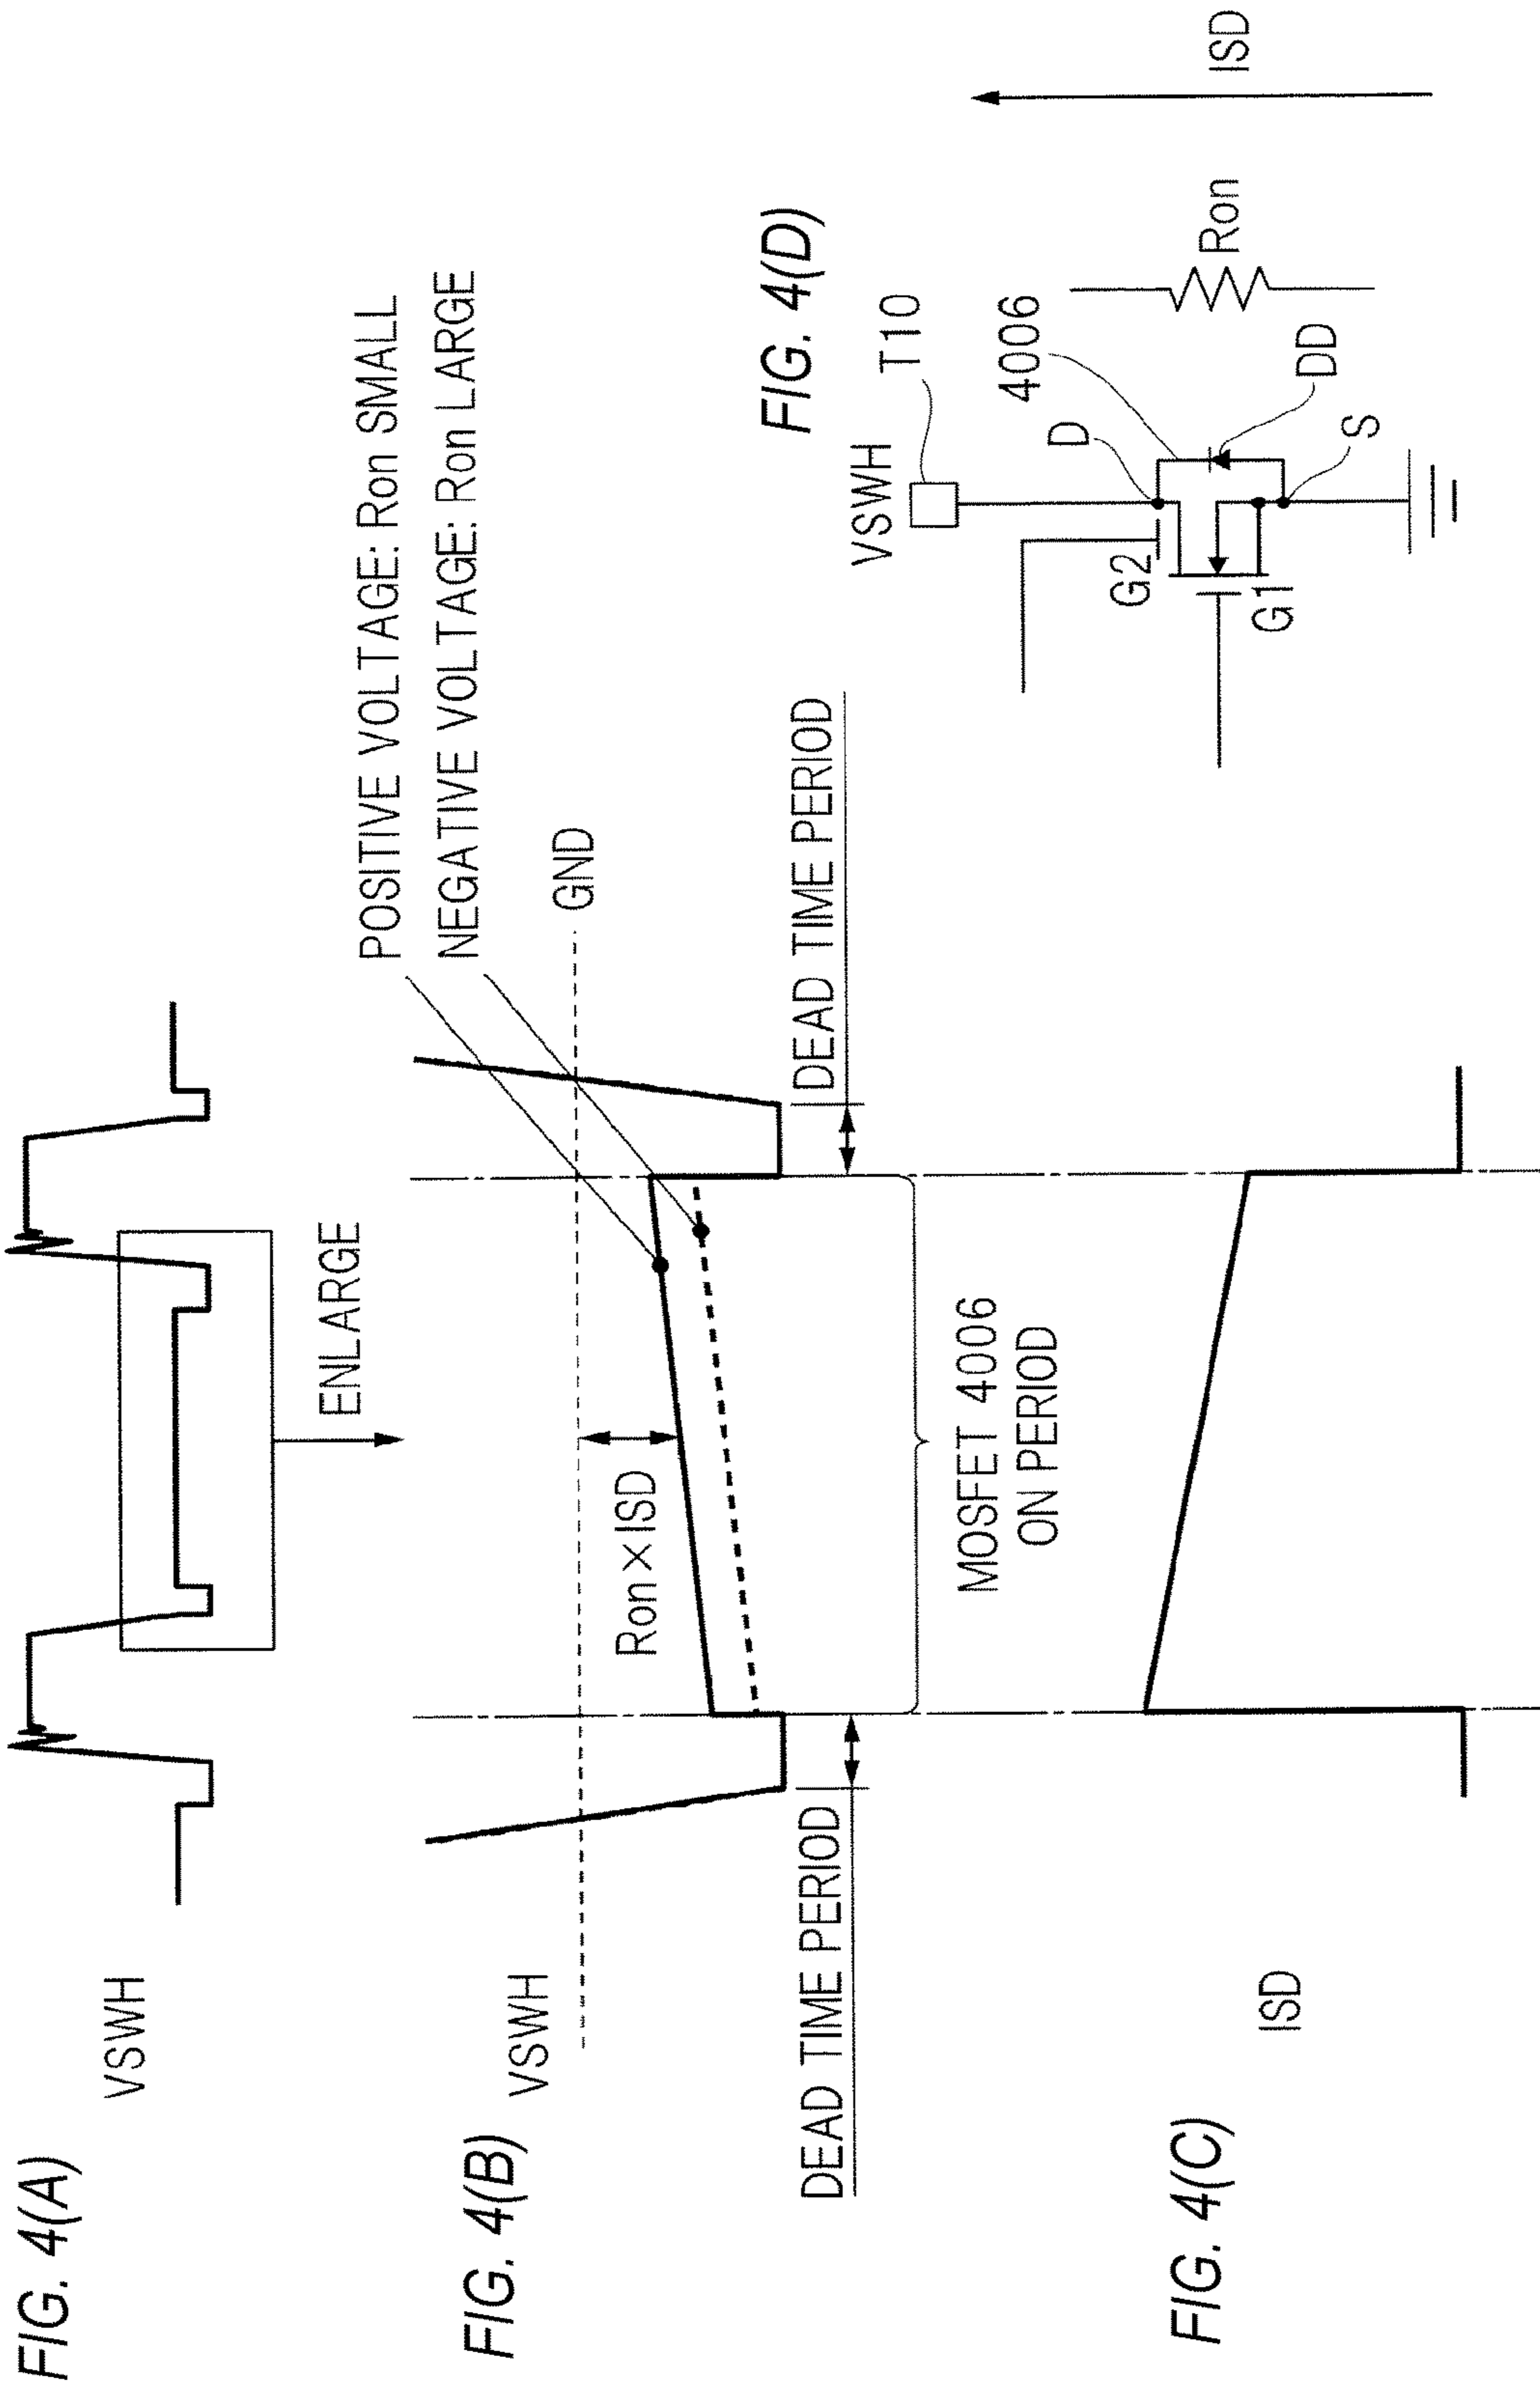 FIG. 4(A)
VSWH
ENLARGE
FIG. 4(B)
VSWH
POSITIVE VOLTAGE: Ron SMALL
NEGATIVE VOLTAGE: Ron LARGE
GND
Ron×ISD
DEAD TIME PERIOD
DEAD TIME PERIOD
MOSFET 4006
ON PERIOD
FIG. 4(C)
ISD
FIG. 4(D)
VSWH
T10
D
4006
G2
G1
DD
S
Ron
ISD